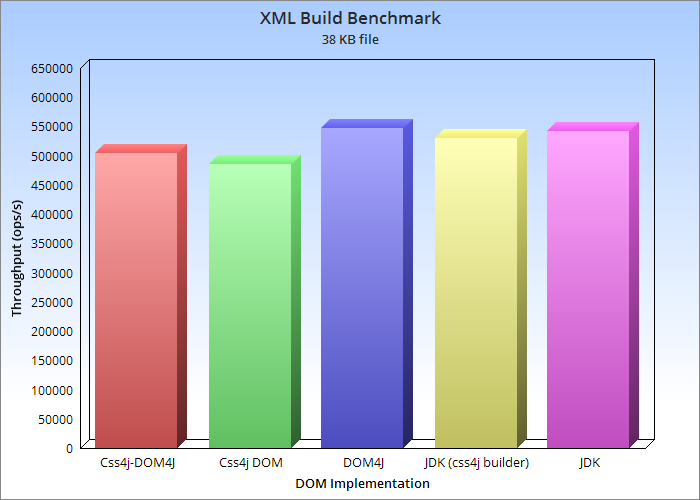 XML Build Benchmark
38 KB file
650000
600000
550000
500000
450000
400000
350000
300000
250000
200000
150000
100000
50000
0
Throughput (ops/s)
Css4j-DOM4J
Css4j DOM
DOM4J
JDK (css4j builder)
JDK
DOM Implementation